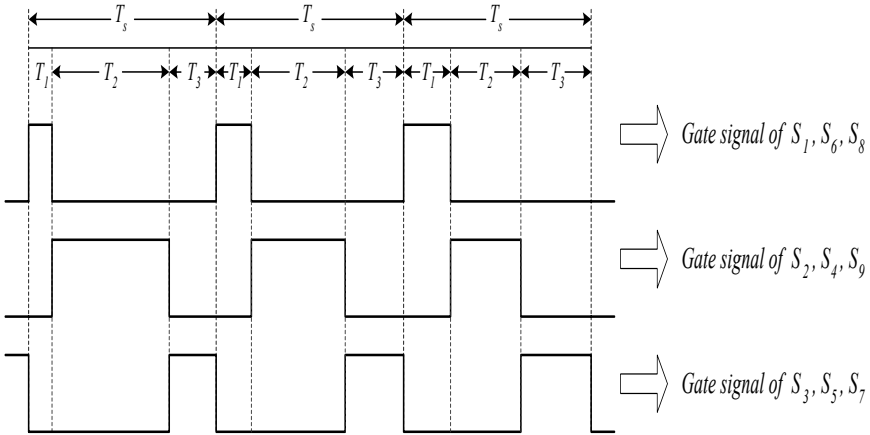 T_s T_s T_s
T_1 T_2 T_3 T_1 T_2 T_3 T_1 T_2 T_3
Gate signal of S_1, S_6, S_8
Gate signal of S_2, S_4, S_9
Gate signal of S_3, S_5, S_7